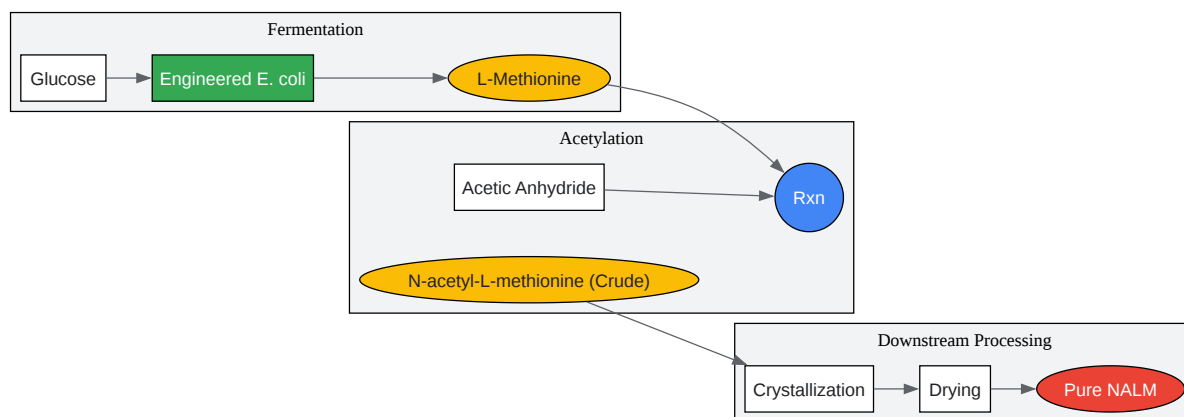 Fermentation
Glucose
Engineered E. coli
L-Methionine
Acetylation
Acetic Anhydride
Rxn
N-acetyl-L-methionine (Crude)
Downstream Processing
Crystallization
Drying
Pure NALM